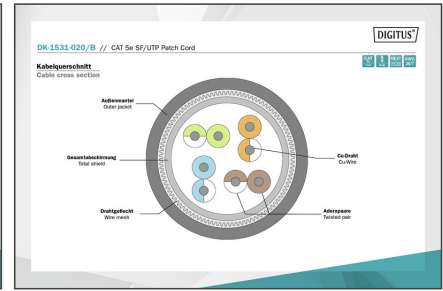 DIGITUS®
DK-1531-020/B // CAT 5e SF/UTP Patch Cord
Kabelquerschnitt
Cable cross section
Außenmantel
Outer jacket
Gesamtabschirmung
Total shield
Cu-Draht
Cu-Wire
Drahtgeflecht
Wire mesh
Adernpaare
Twisted pair